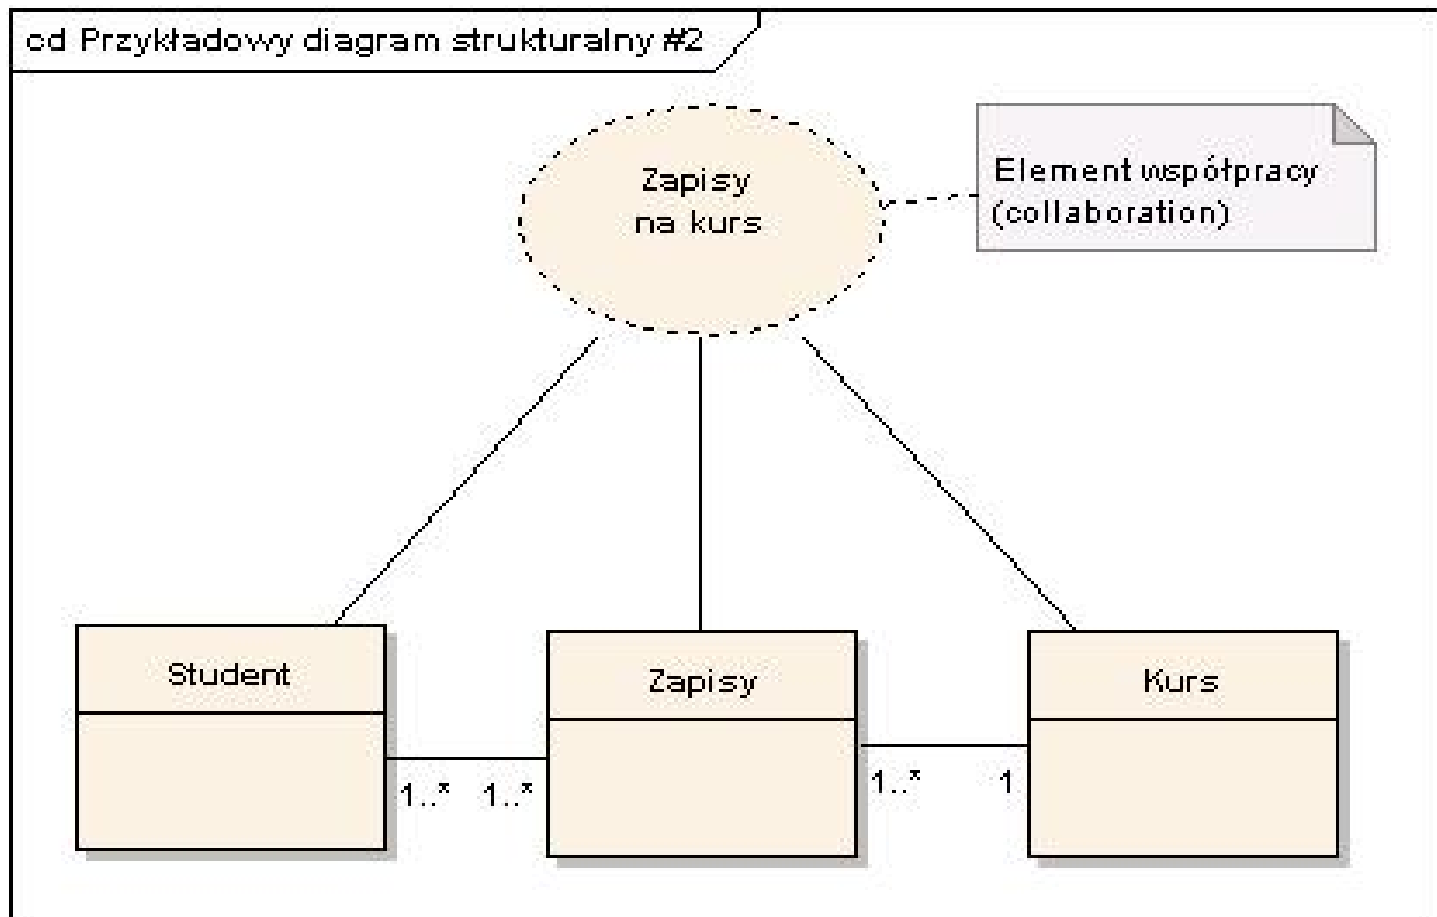 cd Przykładowy diagram strukturalny #2
Zapisy
na kurs
Element współpracy
(collaboration)
Student
Zapisy
Kurs
1..*
1..*
1..*
1